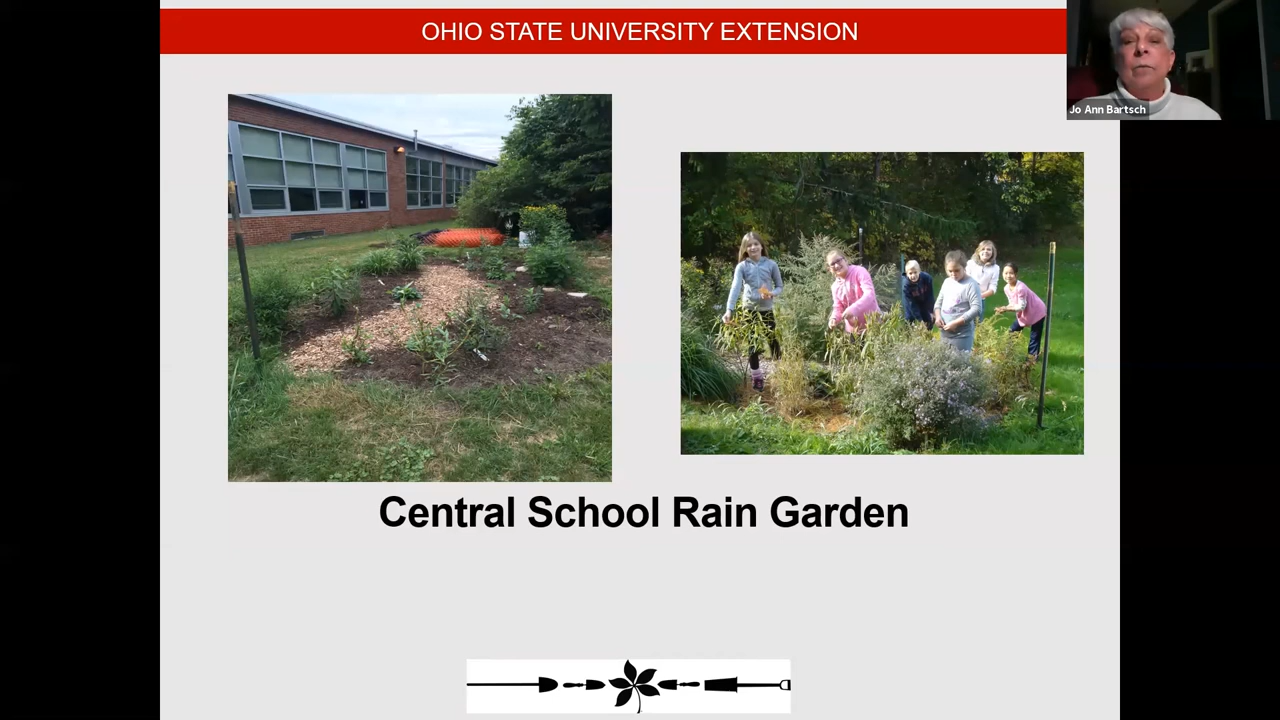 OHIO STATE UNIVERSITY EXTENSION
Jo Ann Bartsch
Central School Rain Garden